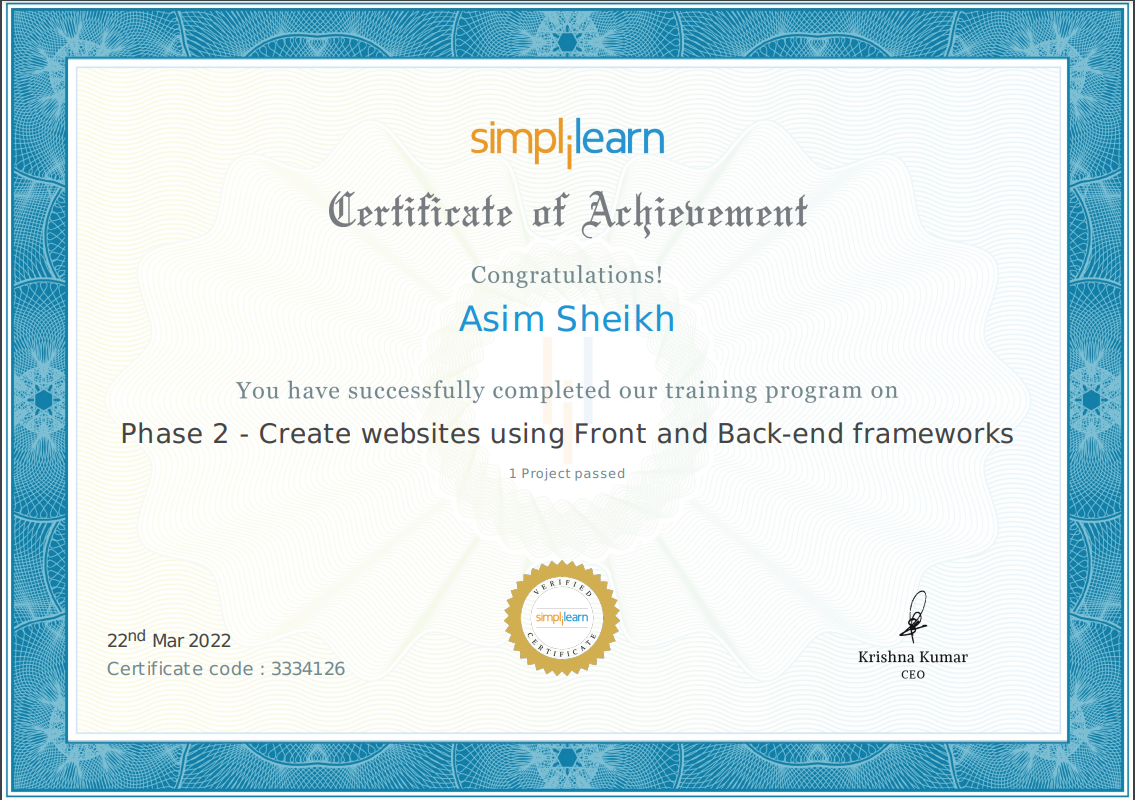 simplilearn
Certificate of Achievement
Congratulations!
Asim Sheikh
You have successfully completed our training program on
Phase 2 - Create websites using Front and Back-end frameworks
1 Project passed
VERIFIED
simplilearn
CERTIFICATE
22nd Mar 2022
Certificate code : 3334126
Krishna Kumar
CEO